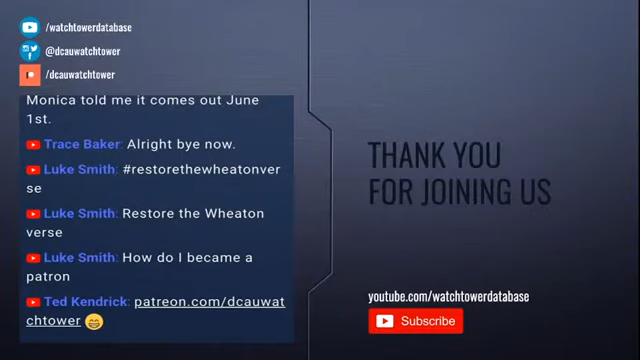 /watchtowerdatabase
@dcauwatchtower
/dcauwatchtower
Monica told me it comes out June
1st.
Trace Baker: Alright bye now.
Luke Smith: #restorethewheatonver
se
Luke Smith: Restore the Wheaton
verse
Luke Smith: How do I became a
patron
Ted Kendrick: patreon.com/dcauwat
chtower 😁
THANK YOU
FOR JOINING US
youtube.com/watchtowerdatabase
Subscribe